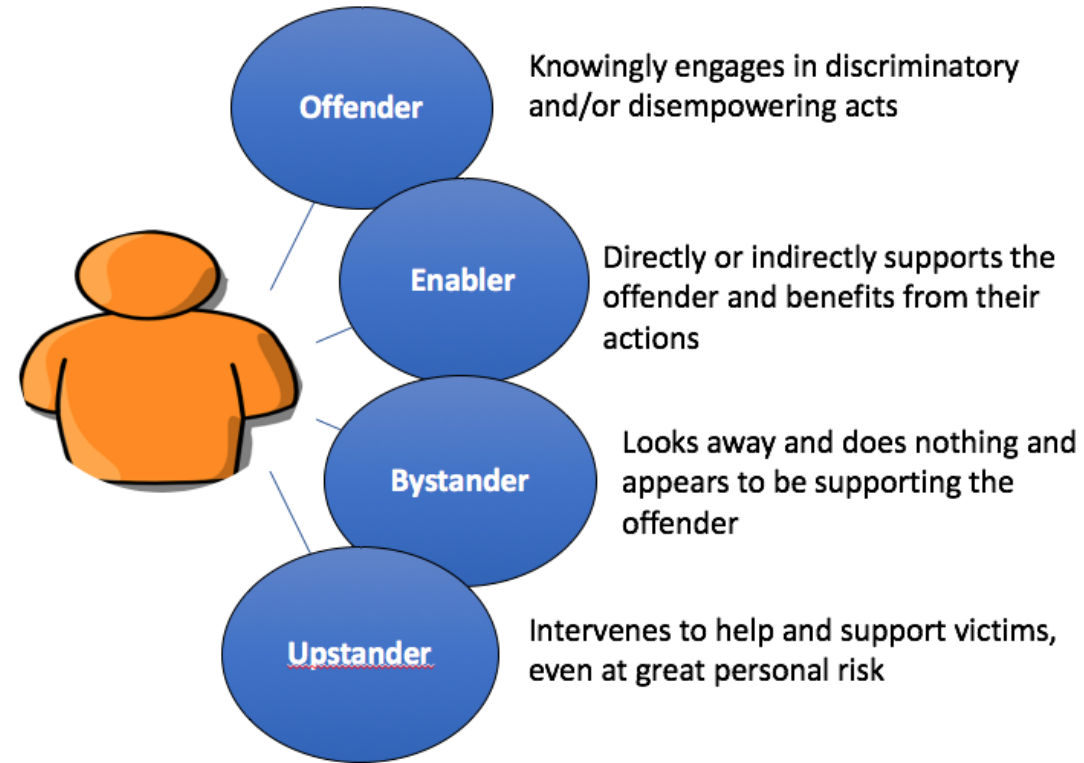 Offender
Knowingly engages in discriminatory
and/or disempowering acts
Enabler
Directly or indirectly supports the
offender and benefits from their
actions
Bystander
Looks away and does nothing and
appears to be supporting the
offender
Upstander
Intervenes to help and support victims,
even at great personal risk